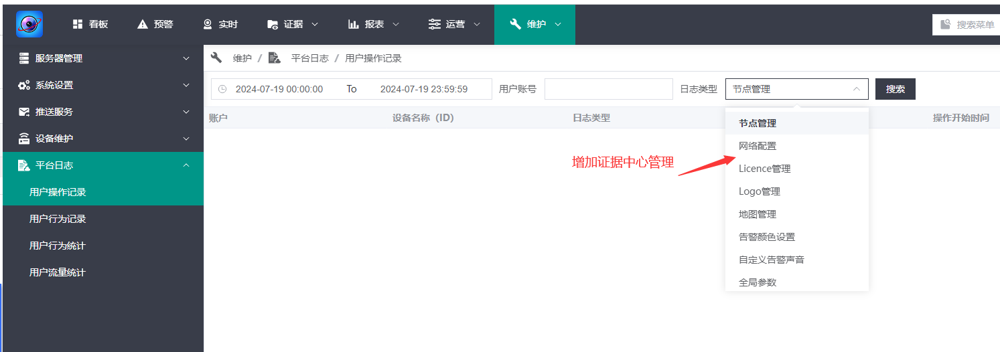 看板 预警 实时 证据 报表 运营 维护 搜索菜单
服务器管理
系统设置
推送服务
设备维护
平台日志
用户操作记录
用户行为记录
用户行为统计
用户流量统计
维护 / 平台日志 / 用户操作记录
2024-07-19 00:00:00 To 2024-07-19 23:59:59 用户账号 日志类型 节点管理 搜索
账户 设备名称（ID） 日志类型 操作开始时间
节点管理
网络配置
增加证据中心管理
Licence管理
Logo管理
地图管理
告警颜色设置
自定义告警声音
全局参数